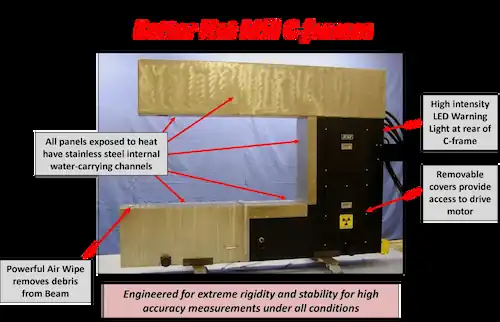 Better Hot Mill C-frames
All panels exposed to heat
have stainless steel internal
water-carrying channels
High intensity
LED Warning
Light at rear of
C-frame
Removable
covers provide
access to drive
motor
Powerful Air Wipe
removes debris
from Beam
Engineered for extreme rigidity and stability for high
accuracy measurements under all conditions